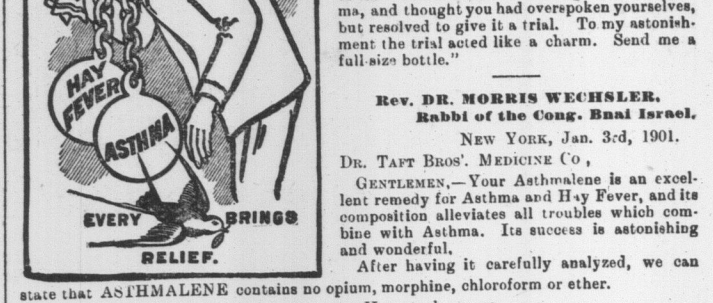 HAY
FEVER
ASTHMA
EVERY BRINGS
RELIEF.
ma, and thought you had overspoken yourselves,
but resolved to give it a trial. To my astonish-
ment the trial acted like a charm. Send me a
full-size bottle."
Rev. DR. MORRIS WECHSLER,
Rabbi of the Cong. Bnai Israel.
NEW YORK, Jan. 3rd, 1901.
DR. TAFT BROS'. MEDICINE CO,
GENTLEMEN,—Your Asthmalene is an excel-
lent remedy for Asthma and Hay Fever, and its
composition alleviates all troubles which com-
bine with Asthma. Its success is astonishing
and wonderful,
After having it carefully analyzed, we can
state that ASTHMALENE contains no opium, morphine, chloroform or ether.